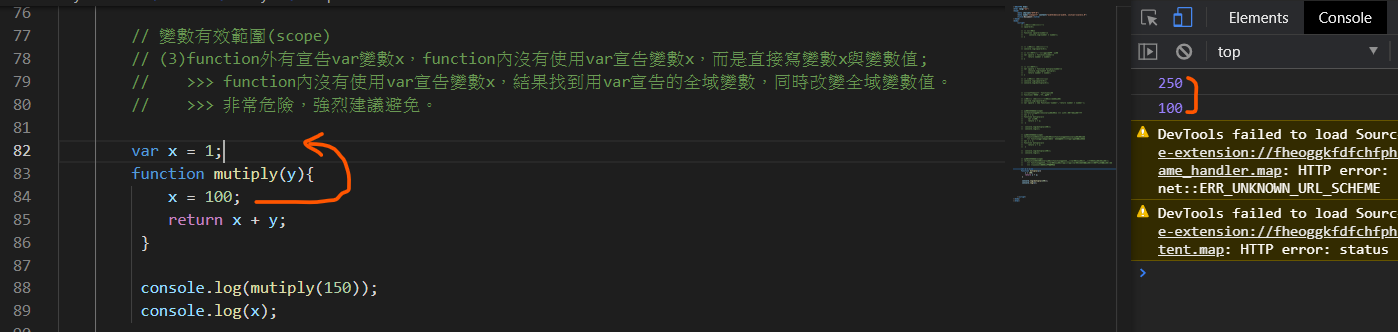 76
77 // 變數有效範圍(scope)
78 // (3)function外有宣告var變數x，function內沒有使用var宣告變數x，而是直接寫變數x與變數值;
79 //    >>> function內沒有使用var宣告變數x，結果找到用var宣告的全域變數，同時改變全域變數值。
80 //    >>> 非常危險，強烈建議避免。
81
82 var x = 1;
83 function mutiply(y){
84 x = 100;
85 return x + y;
86 }
87
88 console.log(mutiply(150));
89 console.log(x);
Elements Console
top
250
100
DevTools failed to load Sourc
e-extension://fheoggkfdfchfph
ame_handler.map: HTTP error:
net::ERR_UNKNOWN_URL_SCHEME
DevTools failed to load Sourc
e-extension://fheoggkfdfchfph
tent.map: HTTP error: status